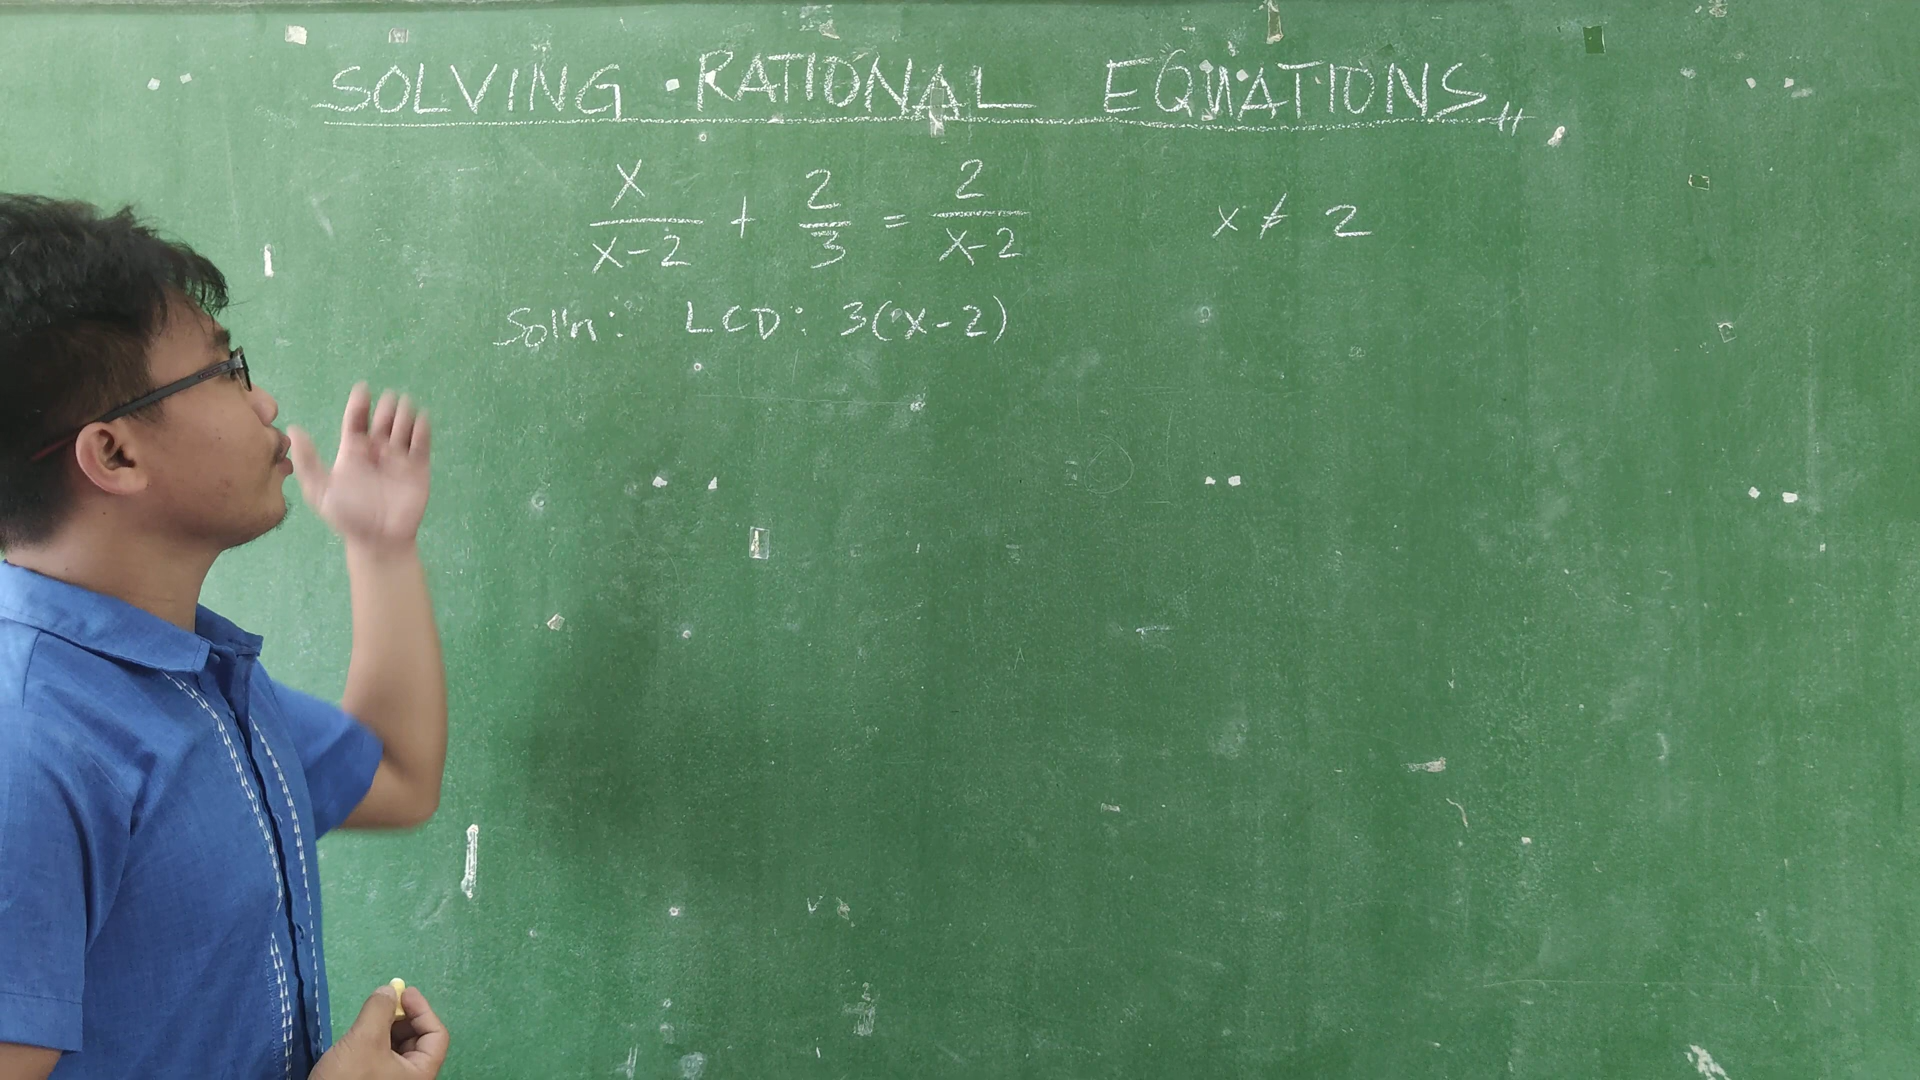 SOLVING RATIONAL EQUATIONS
x/(x-2) + 2/3 = 2/(x-2) x ≠ 2
Sol'n: LCD: 3(x-2)